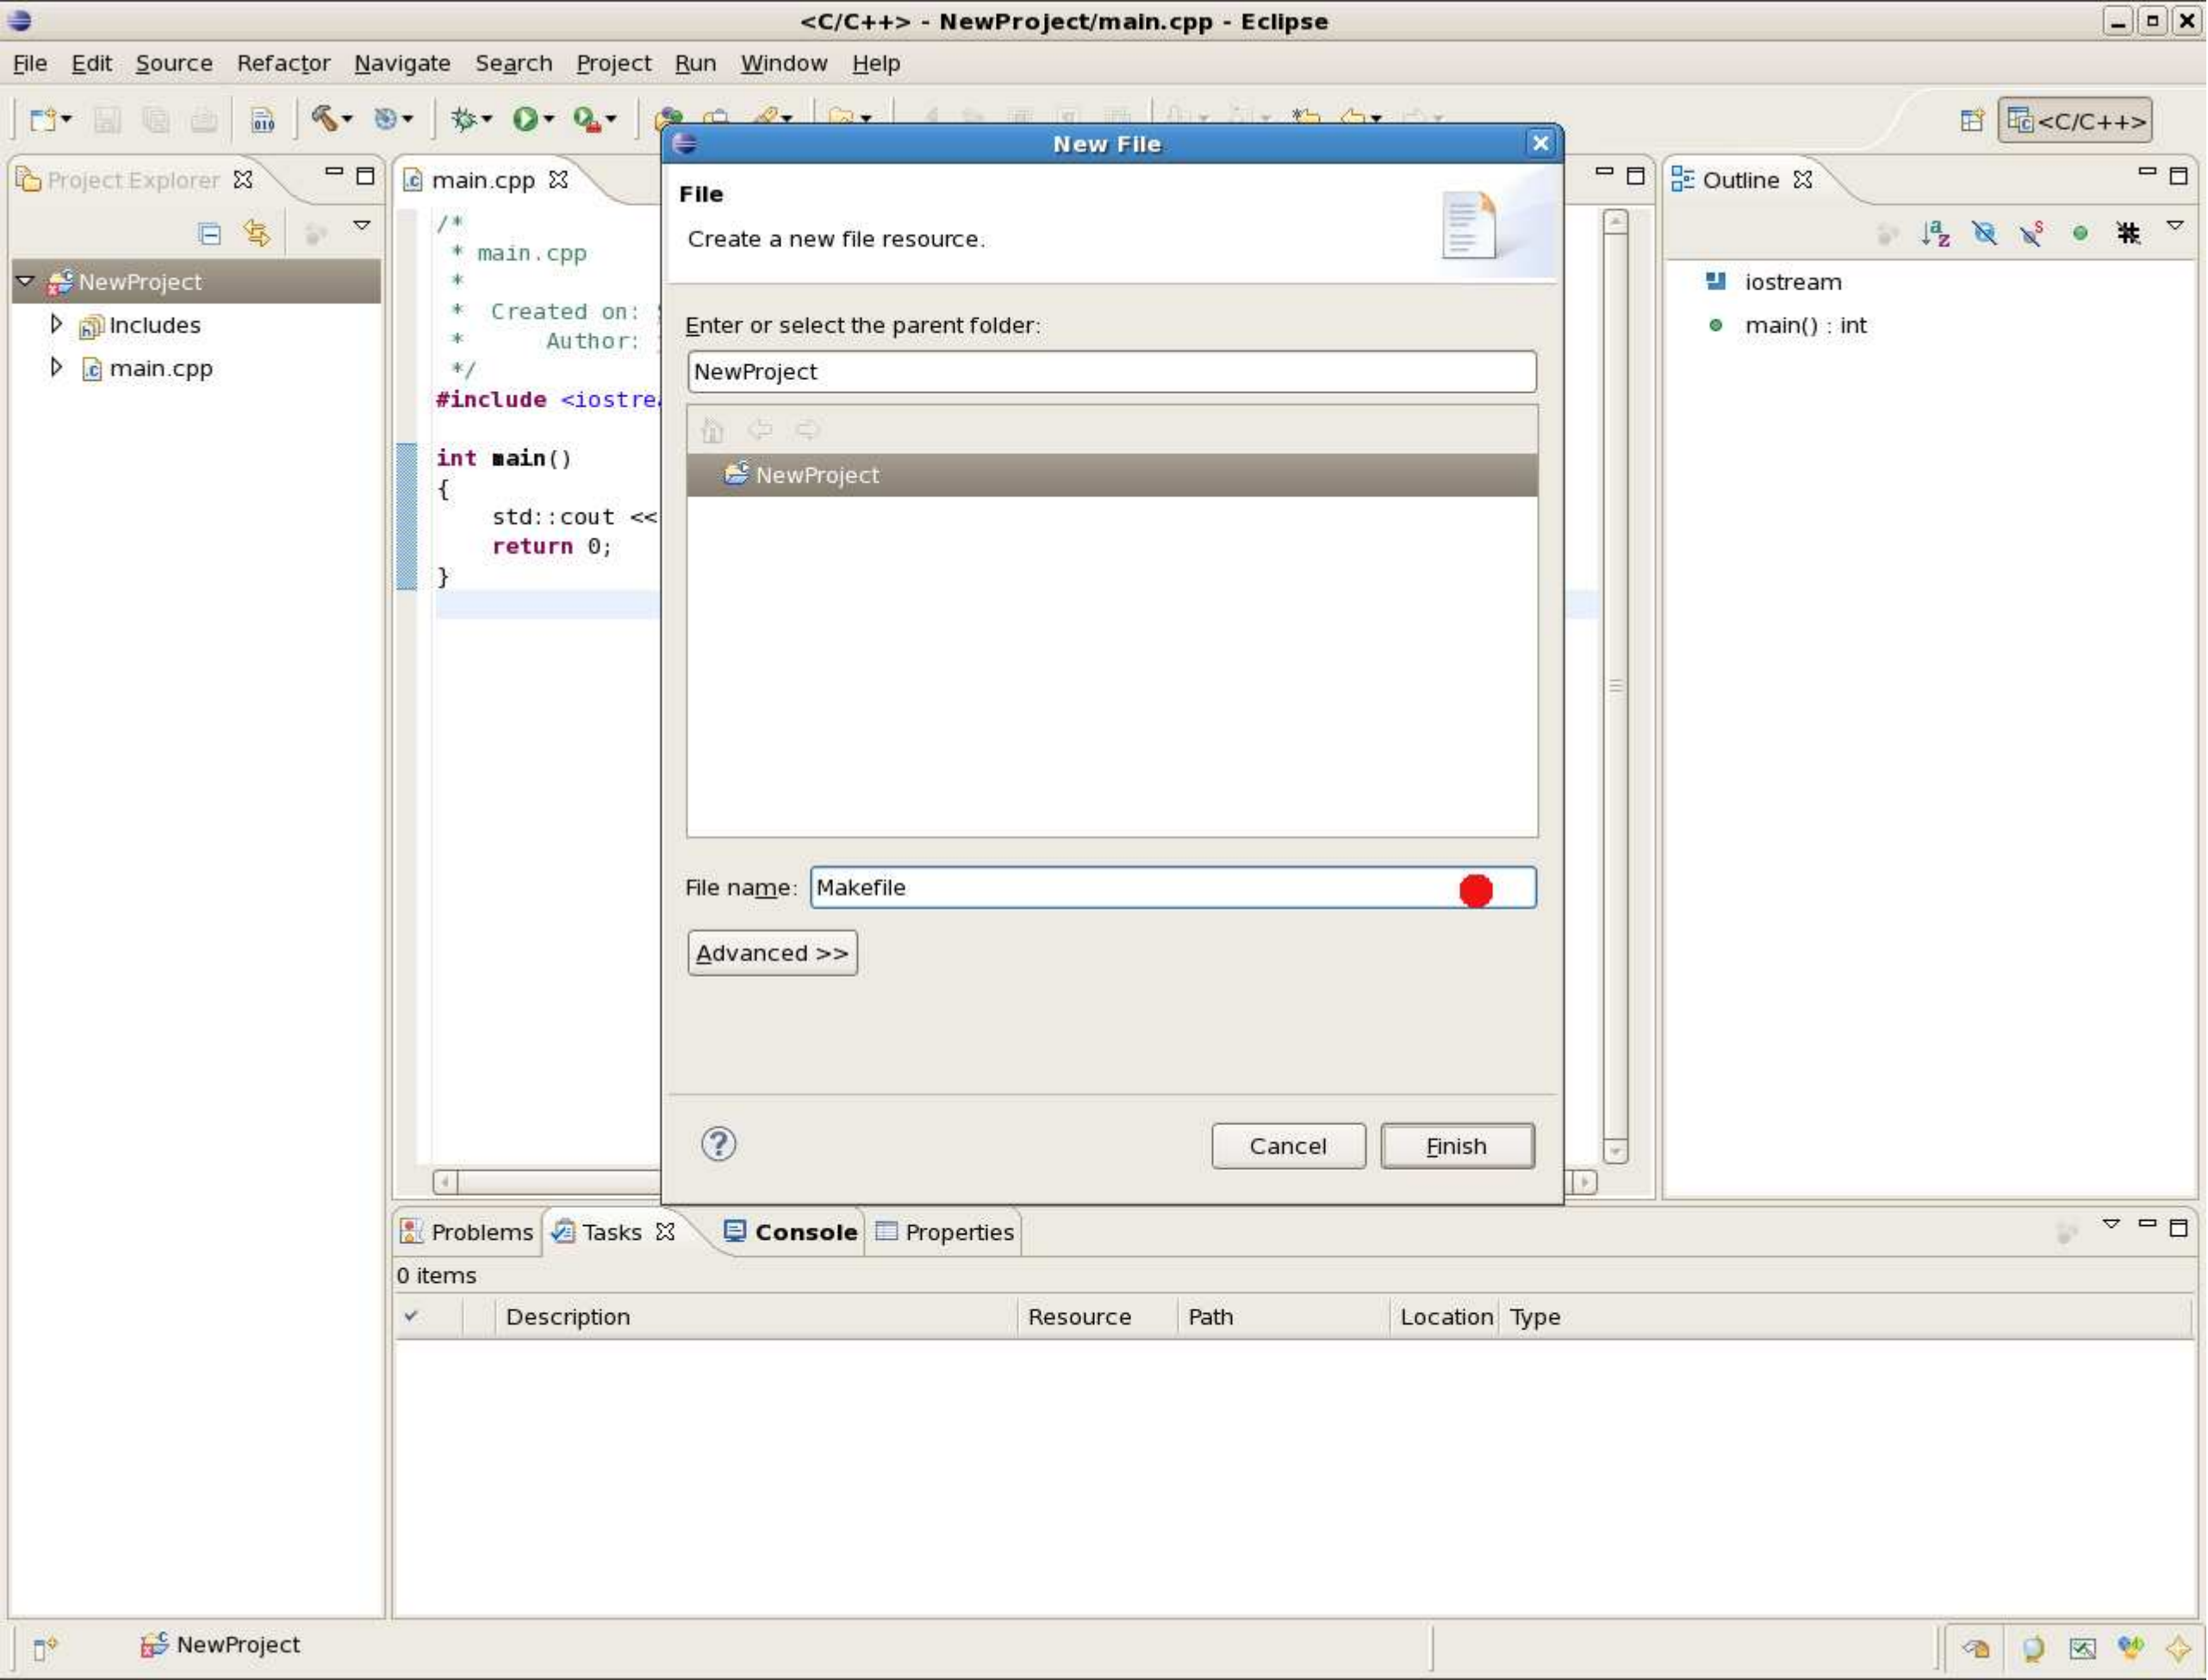 <C/C++> - NewProject/main.cpp - Eclipse
File Edit Source Refactor Navigate Search Project Run Window Help
010
<C/C++>
Project Explorer
main.cpp
Outline
NewProject
Includes
main.cpp
/*
* main.cpp
*
* Created on:
* Author:
*/
#include <iostre
int main()
{
std::cout <<
return 0;
}
New File
File
Create a new file resource.
Enter or select the parent folder:
NewProject
NewProject
File name: Makefile
Advanced >>
Cancel Finish
iostream
main() : int
Problems Tasks Console Properties
0 items
Description Resource Path Location Type
NewProject